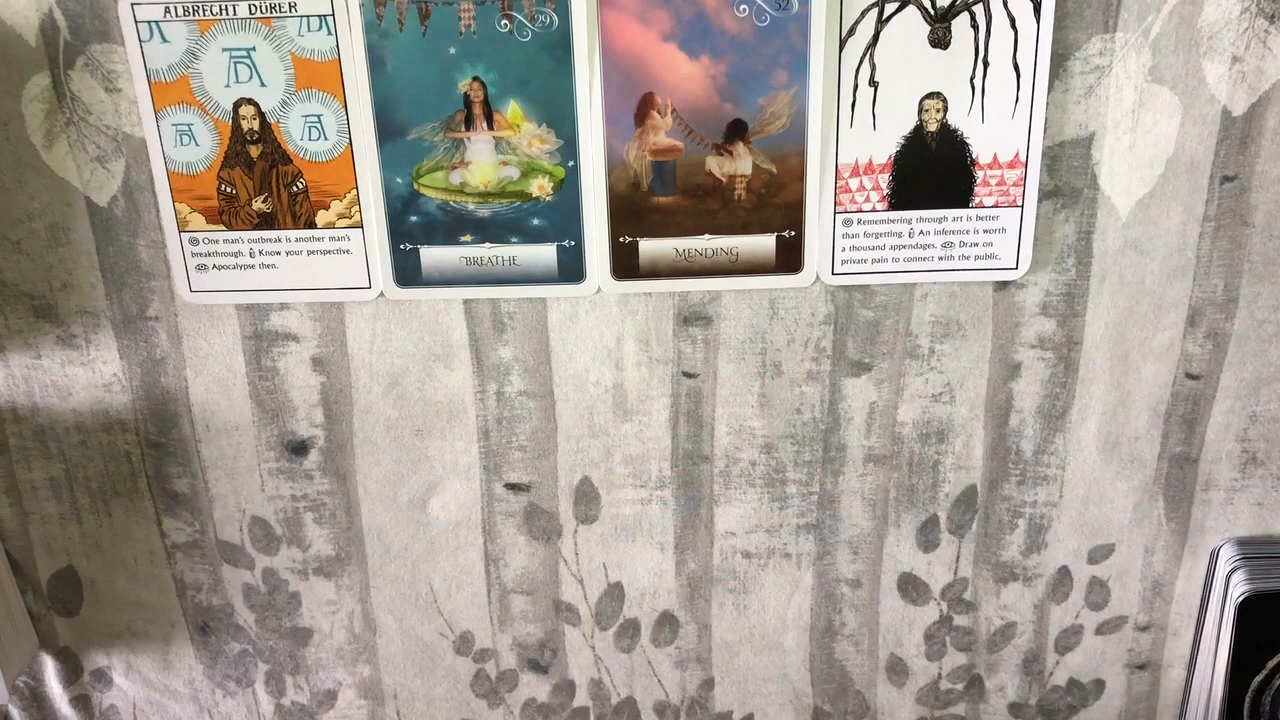 ALBRECHT DÜRER
One man's outbreak is another man's
breakthrough. Know your perspective.
Apocalypse then.
29
BREATHE
52
MENDING
Remembering through art is better
than forgetting. An inference is worth
a thousand appendages. Draw on
private pain to connect with the public.